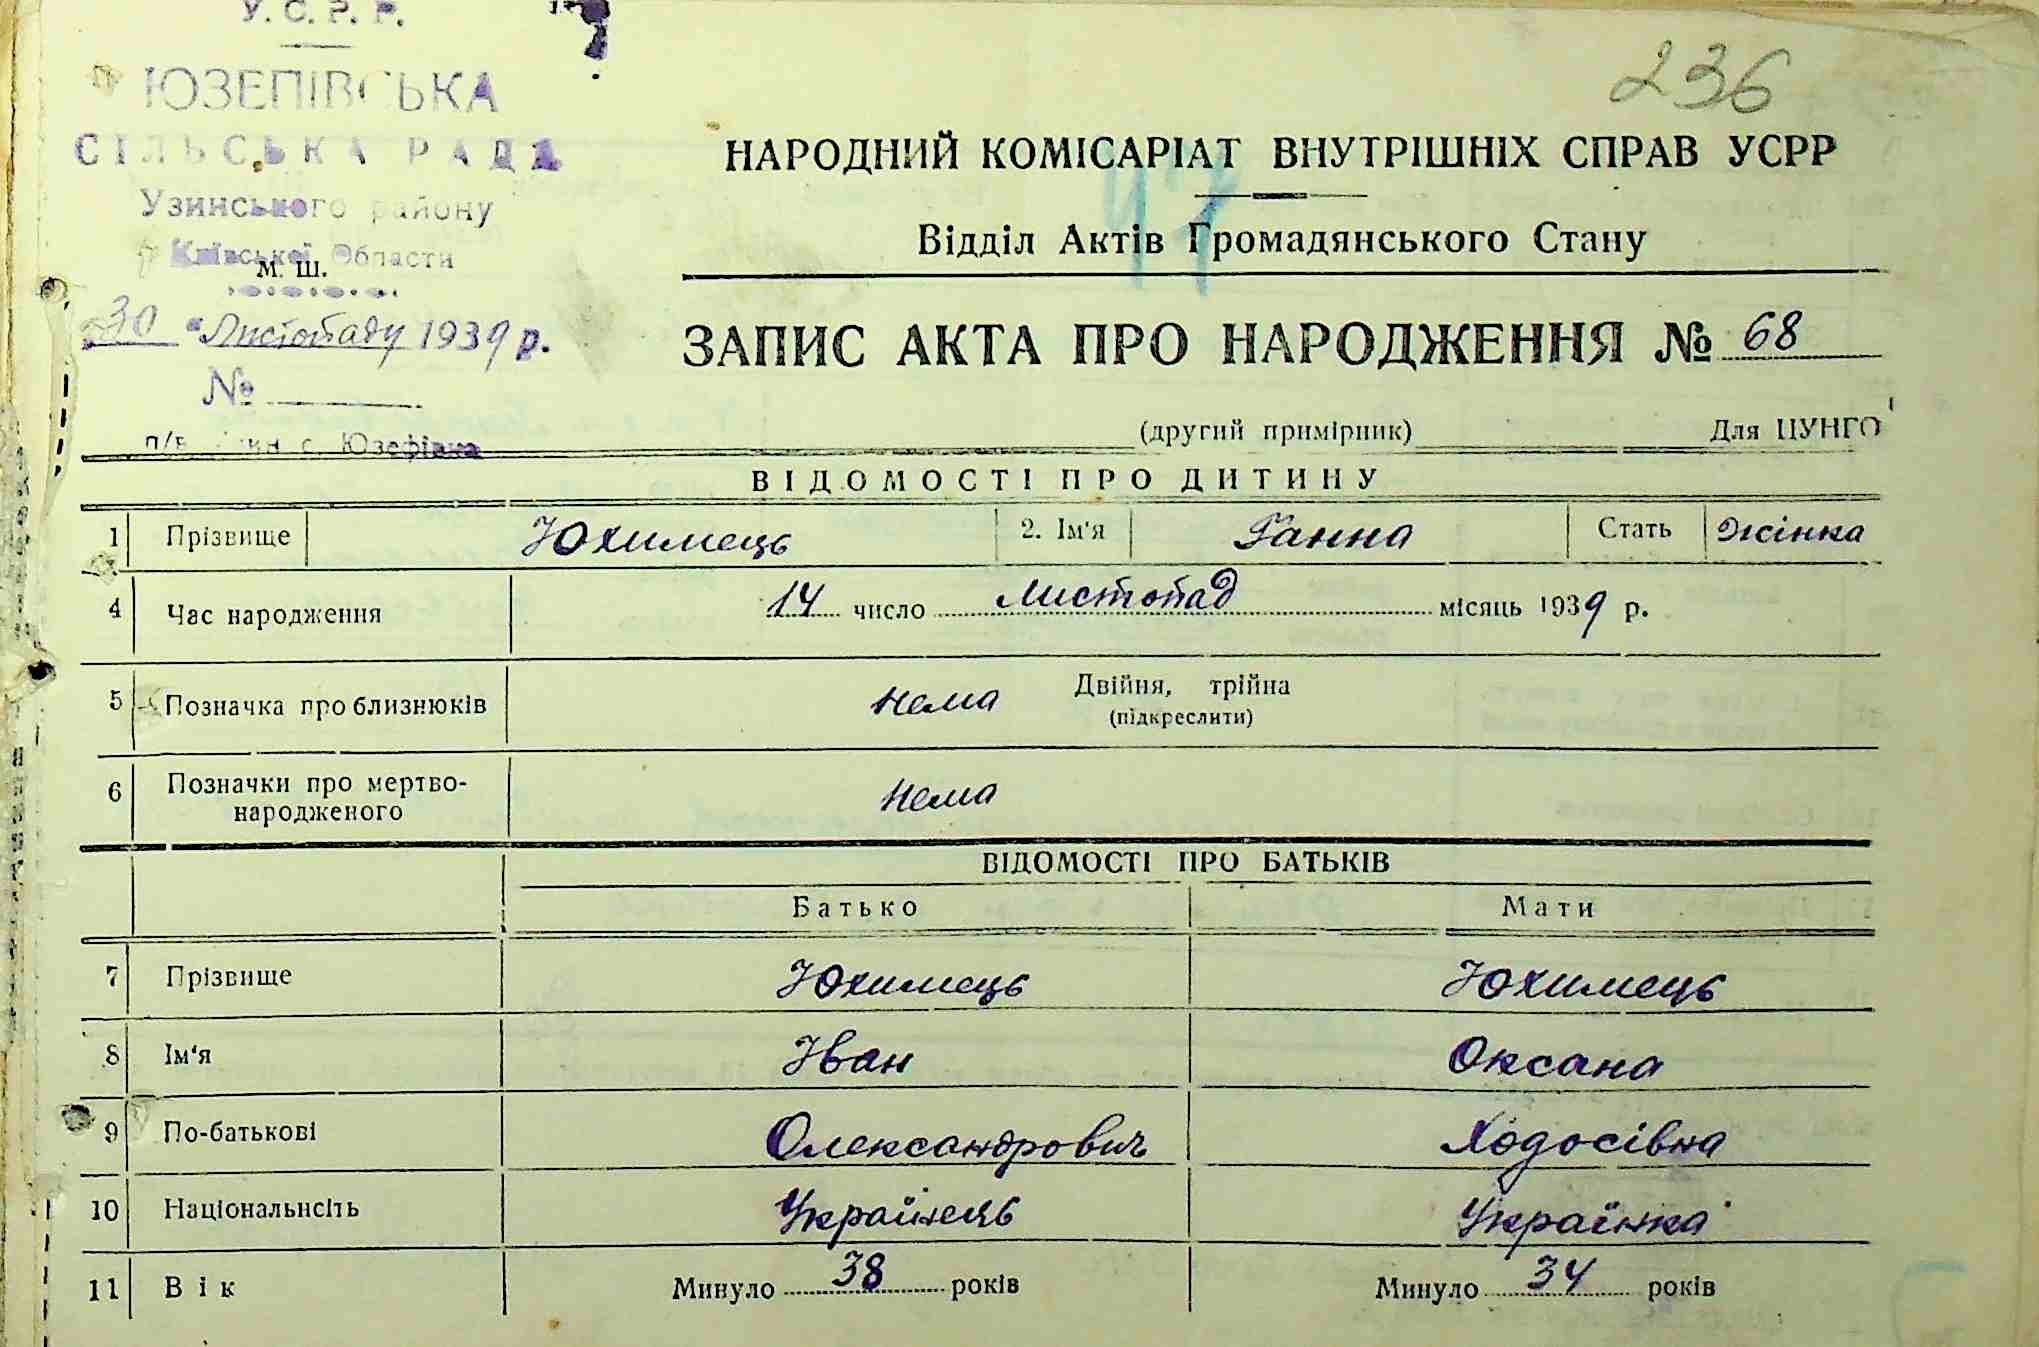 У. С. Р. Р.
ЮЗЕПІВСЬКА
СІЛЬСЬКА РАДА
Узинського району
Київської Області
М. Ш.
30 " Листопаду 1939 р.
№
п/в с. Юзефівка
236
НАРОДНИЙ КОМІСАРІАТ ВНУТРІШНІХ СПРАВ УСРР
Відділ Актів Громадянського Стану
ЗАПИС АКТА ПРО НАРОДЖЕННЯ № 68
(другий примірник) Для ЦУНГО
ВІДОМОСТІ ПРО ДИТИНУ
1 Прізвище Юхимець 2. Ім'я Ганна Стать Жінка
4 Час народження 14 число Листопад місяць 1939 р.
5 Позначка про близнюків нема Двійня, трійна
(підкреслити)
6 Позначки про мертво-
народженого нема
ВІДОМОСТІ ПРО БАТЬКІВ
Батько Мати
7 Прізвище Юхимець Юхимець
8 Ім'я Іван Оксана
9 По-батькові Олександрович Ходосівна
10 Національнсіть Українець Українка
11 Вік Минуло 38 років Минуло 34 років